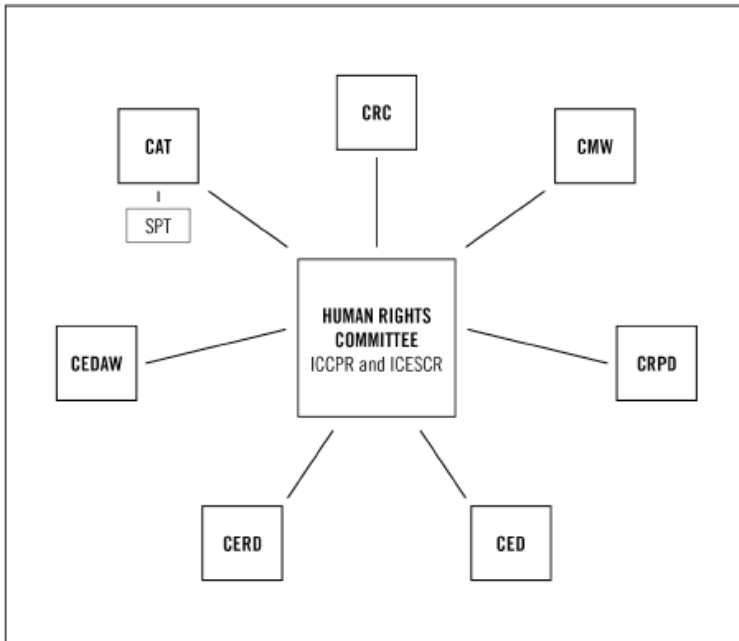 CRC
CAT
CMW
SPT
HUMAN RIGHTS
COMMITTEE
ICCPR and ICESCR
CEDAW
CRPD
CERD
CED